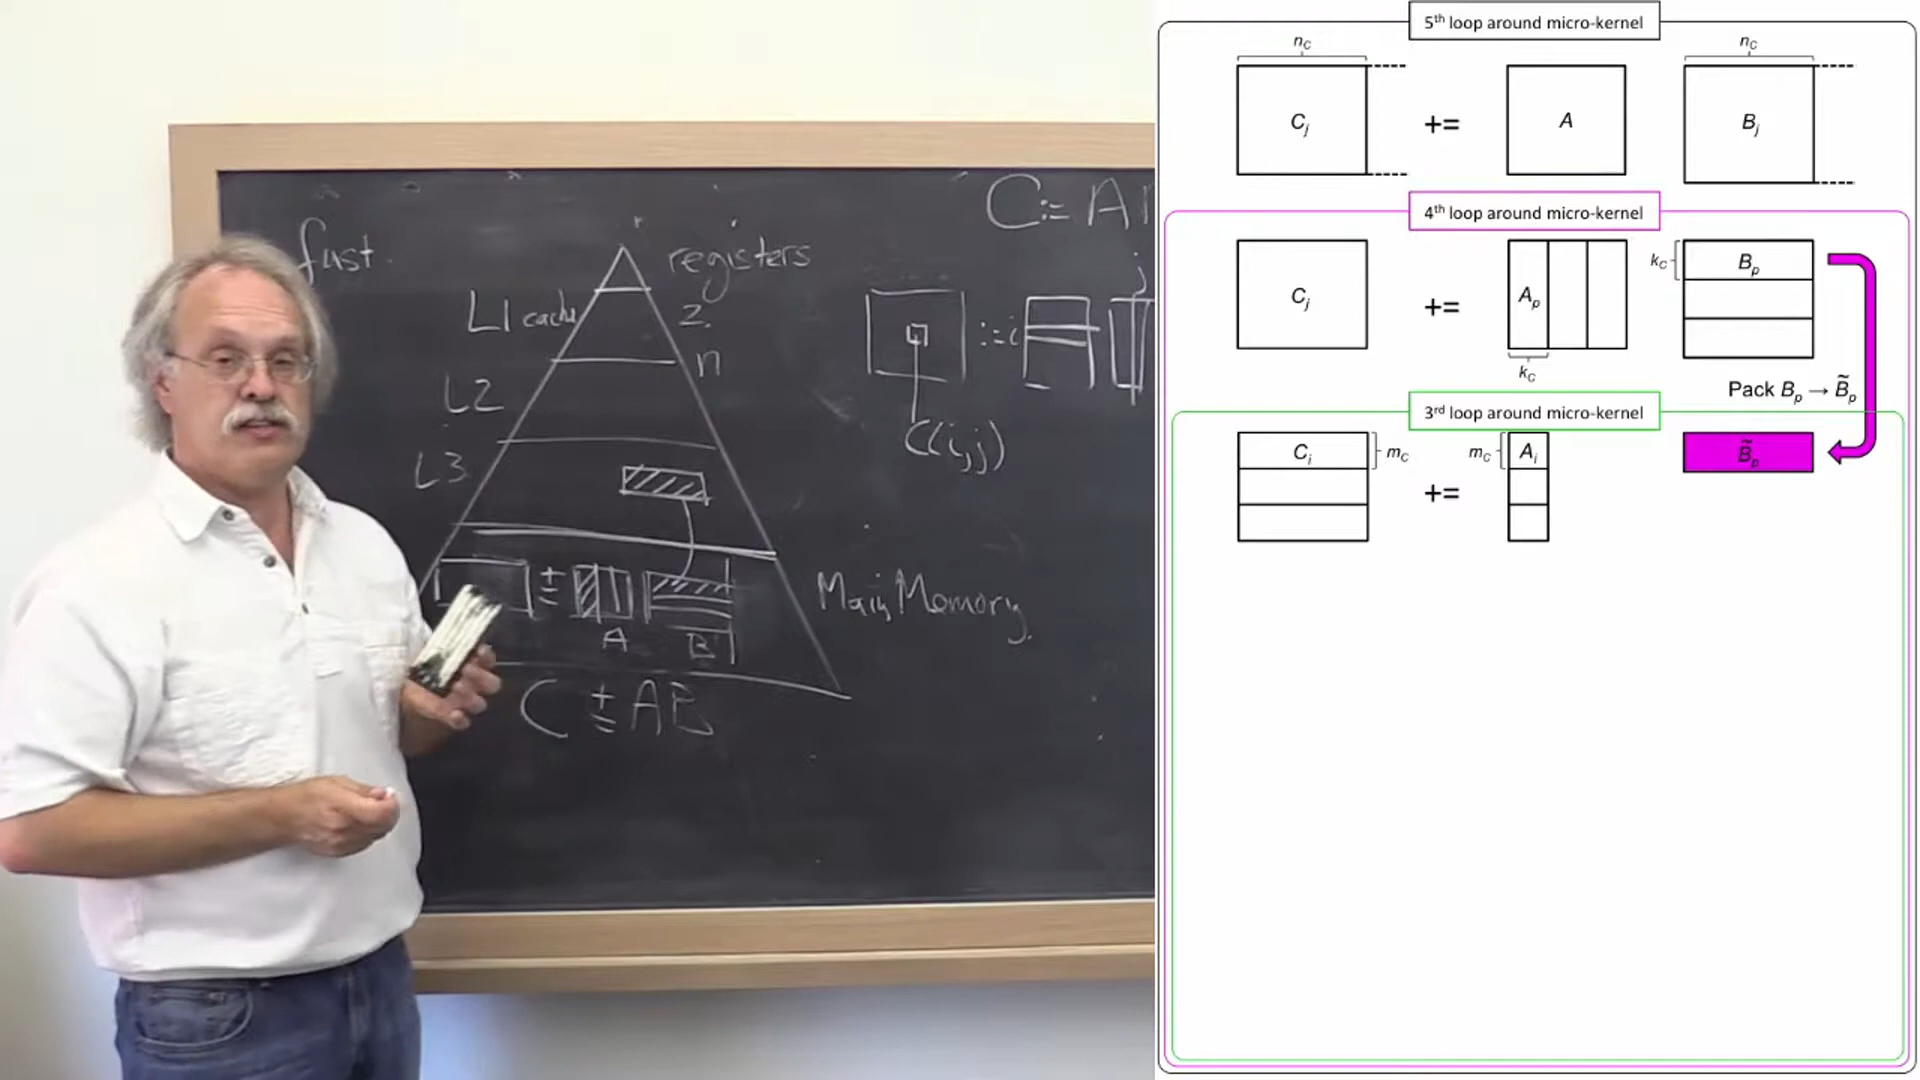 fast.
registers
L1 cache
2.
n
L2
L3
Main Memory.
A
B
C += AB
C := A
j
:= i
C(i,j)
5th loop around micro-kernel
nC
nC
Cj += A Bj
4th loop around micro-kernel
Cj += Ap kC Bp
kC
Pack Bp → B̃p
3rd loop around micro-kernel
Ci mC += mC Ai B̃p